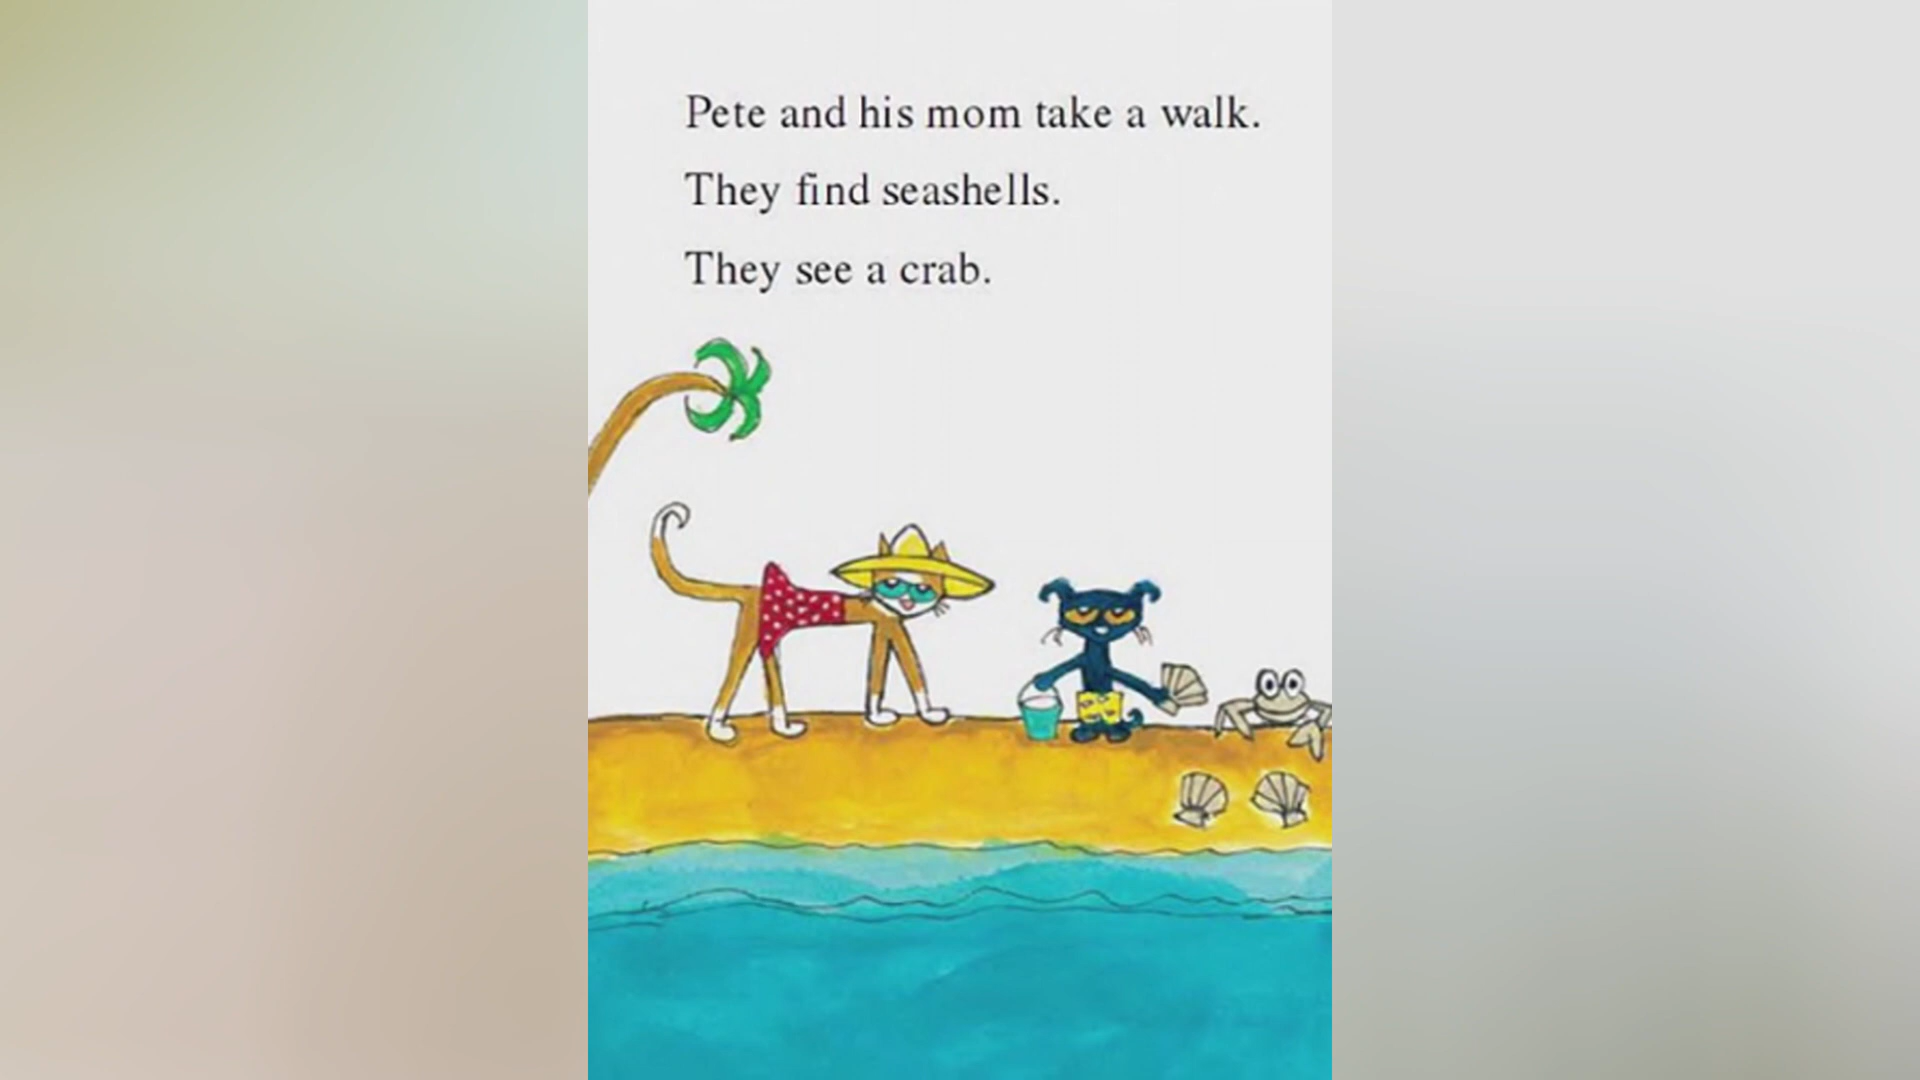 Pete and his mom take a walk.
They find seashells.
They see a crab.